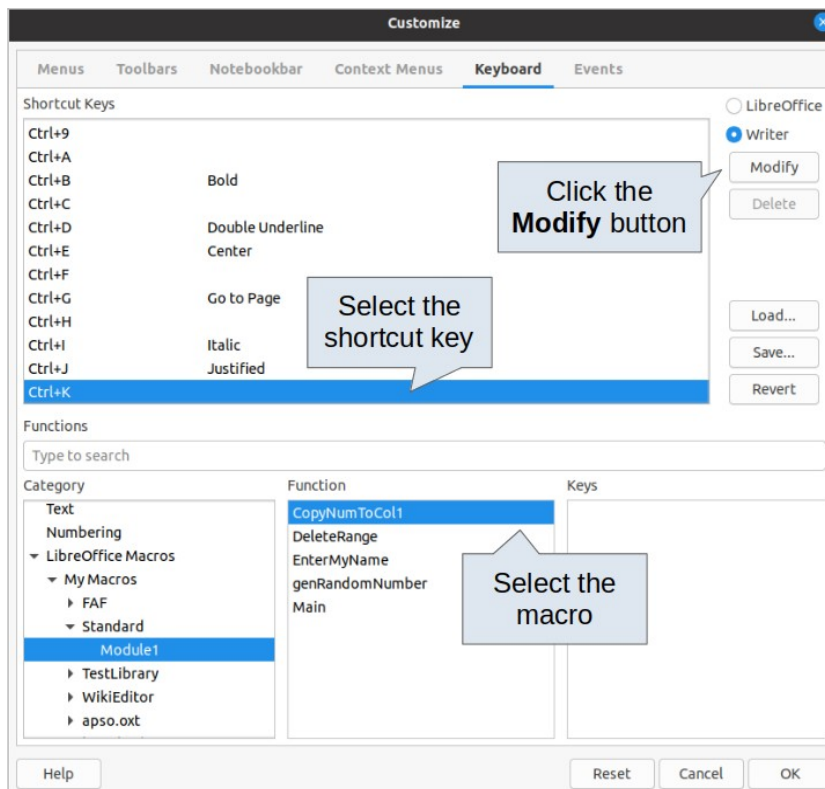 Customize
Menus Toolbars Notebookbar Context Menus Keyboard Events
Shortcut Keys
LibreOffice
Writer
Modify
Delete
Load...
Save...
Revert
Ctrl+9
Ctrl+A
Ctrl+B Bold
Ctrl+C
Ctrl+D Double Underline
Ctrl+E Center
Ctrl+F
Ctrl+G Go to Page
Ctrl+H
Ctrl+I Italic
Ctrl+J Justified
Ctrl+K
Click the
Modify button
Select the
shortcut key
Functions
Type to search
Category
Text
Numbering
LibreOffice Macros
My Macros
FAF
Standard
Module1
TestLibrary
WikiEditor
apso.oxt
Function
CopyNumToCol1
DeleteRange
EnterMyName
genRandomNumber
Main
Keys
Select the
macro
Help Reset Cancel OK